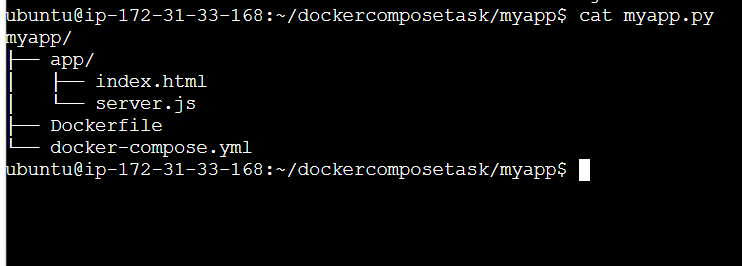 ubuntu@ip-172-31-33-168:~/dockercomposetask/myapp$ cat myapp.py
myapp/
├── app/
│   ├── index.html
│   └── server.js
├── Dockerfile
└── docker-compose.yml
ubuntu@ip-172-31-33-168:~/dockercomposetask/myapp$